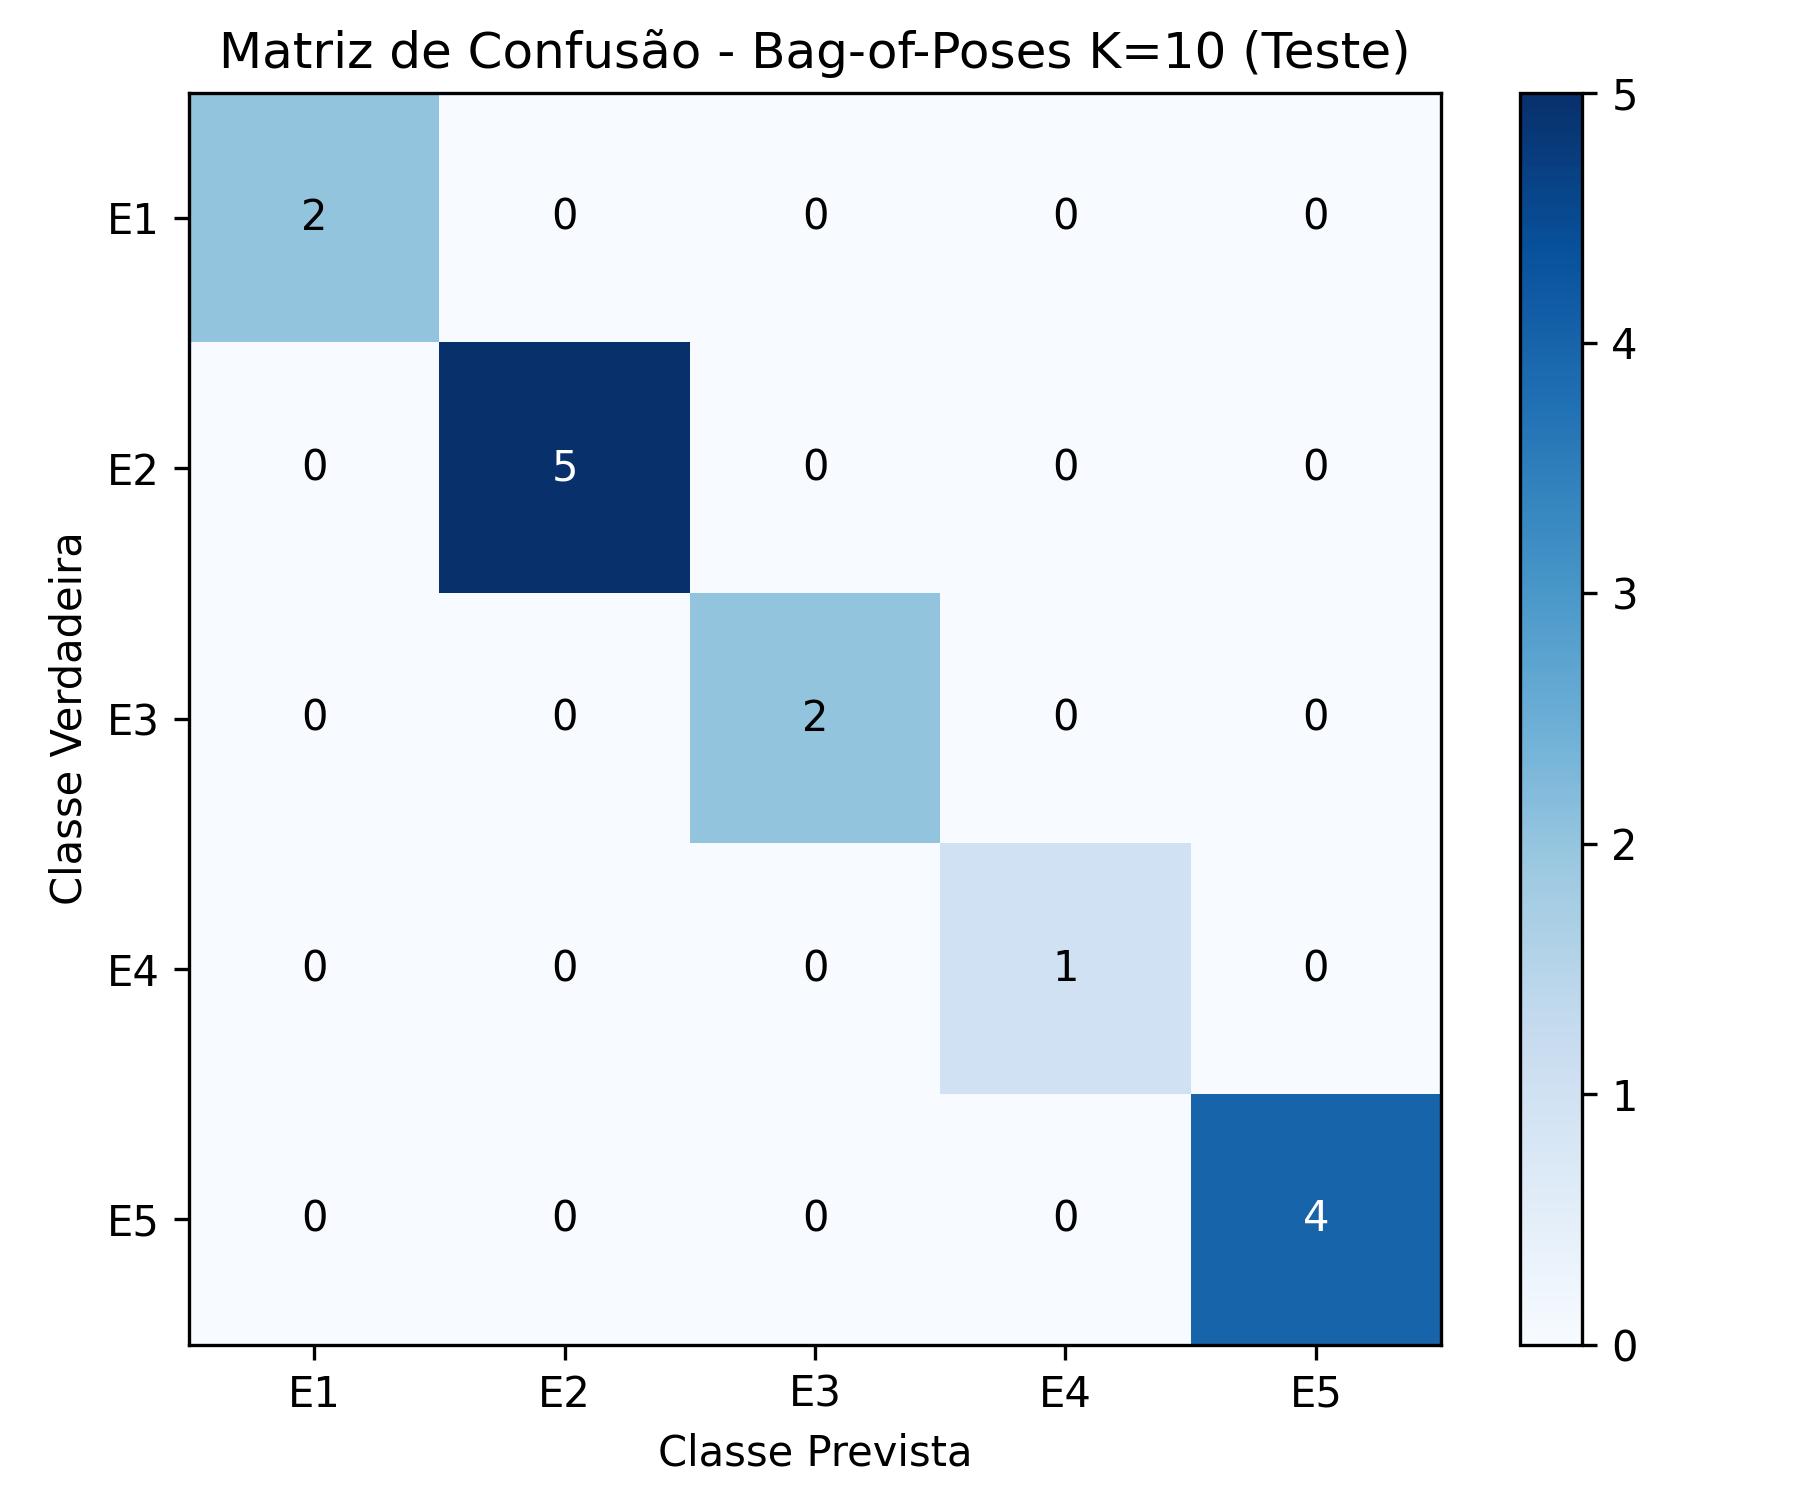 Matriz de Confusão - Bag-of-Poses K=10 (Teste)
Classe Verdadeira
E1 2 0 0 0 0
E2 0 5 0 0 0
E3 0 0 2 0 0
E4 0 0 0 1 0
E5 0 0 0 0 4
E1 E2 E3 E4 E5
Classe Prevista
5
4
3
2
1
0